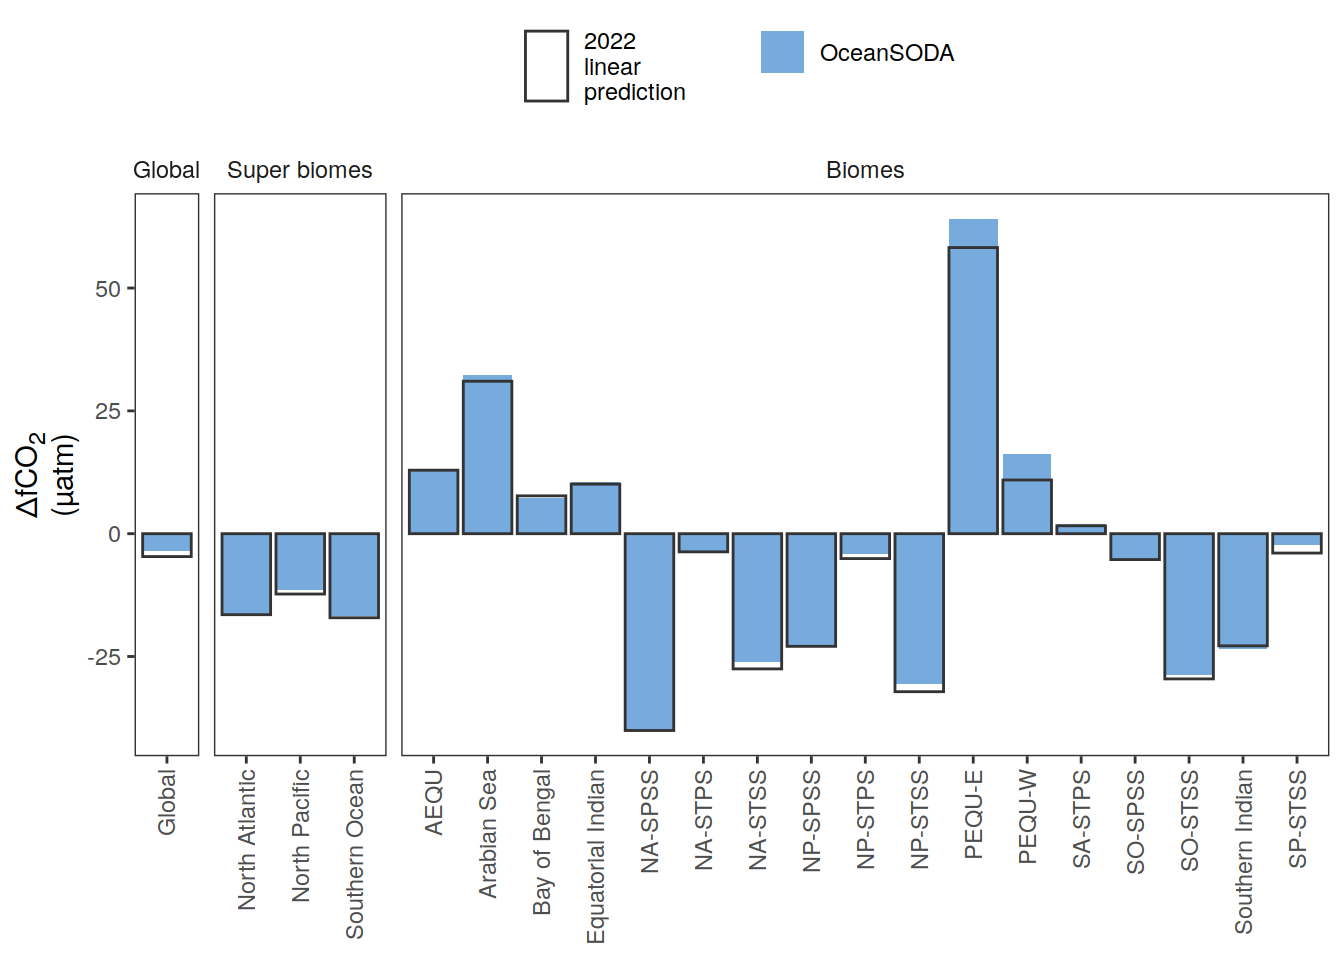 2022
linear
prediction
OceanSODA
Global
Super biomes
Biomes
ΔfCO₂
(µatm)
50
25
0
-25
Global
North Atlantic
North Pacific
Southern Ocean
AEQU
Arabian Sea
Bay of Bengal
Equatorial Indian
NA-SPSS
NA-STPS
NA-STSS
NP-SPSS
NP-STPS
NP-STSS
PEQU-E
PEQU-W
SA-STPS
SO-SPSS
SO-STSS
Southern Indian
SP-STSS